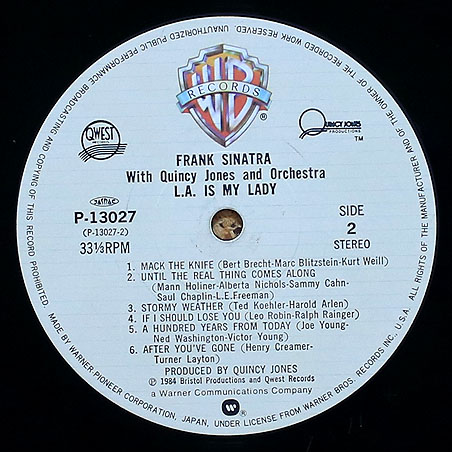 UNAUTHORIZED PUBLIC PERFORMANCE BROADCASTING AND COPYING OF THIS RECORD PROHIBITED.
ALL RIGHTS OF THE MANUFACTURER AND OF THE OWNER OF THE RECORDED WORK RESERVED.
WB
RECORDS
®
QWEST
RECORDS
QUINCY JONES
PRODUCTIONS
TM
FRANK SINATRA
With Quincy Jones and Orchestra
L.A. IS MY LADY
P-13027
(P-13027-2)
33⅓RPM
SIDE
2
STEREO
1. MACK THE KNIFE (Bert Brecht-Marc Blitzstein-Kurt Weill)
2. UNTIL THE REAL THING COMES ALONG
(Mann Holiner-Alberta Nichols-Sammy Cahn-
Saul Chaplin-L.E.Freeman)
3. STORMY WEATHER (Ted Koehler-Harold Arlen)
4. IF I SHOULD LOSE YOU (Leo Robin-Ralph Rainger)
5. A HUNDRED YEARS FROM TODAY (Joe Young-
Ned Washington-Victor Young)
6. AFTER YOU'VE GONE (Henry Creamer-
Turner Layton)
PRODUCED BY QUINCY JONES
℗ 1984 Bristol Productions and Qwest Records
a Warner Communications Company
W ®
MADE BY WARNER PIONEER CORPORATION, JAPAN, UNDER LICENSE FROM WARNER BROS. RECORDS INC., U.S.A.